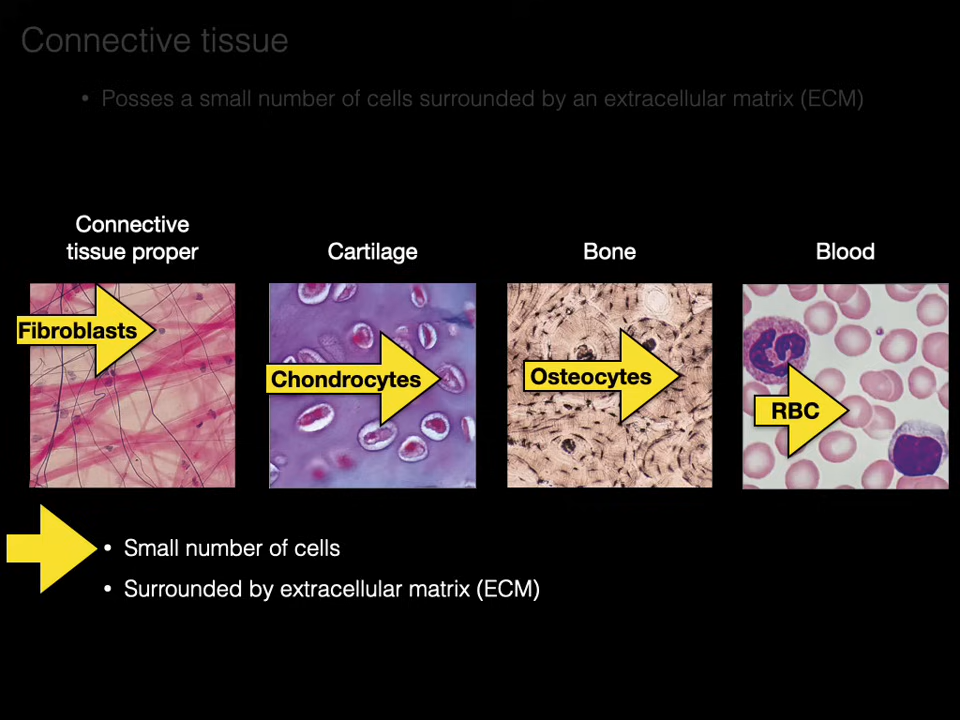 Connective tissue
• Posses a small number of cells surrounded by an extracellular matrix (ECM)
Connective
tissue proper
Cartilage
Bone
Blood
Fibroblasts
Chondrocytes
Osteocytes
RBC
• Small number of cells
• Surrounded by extracellular matrix (ECM)